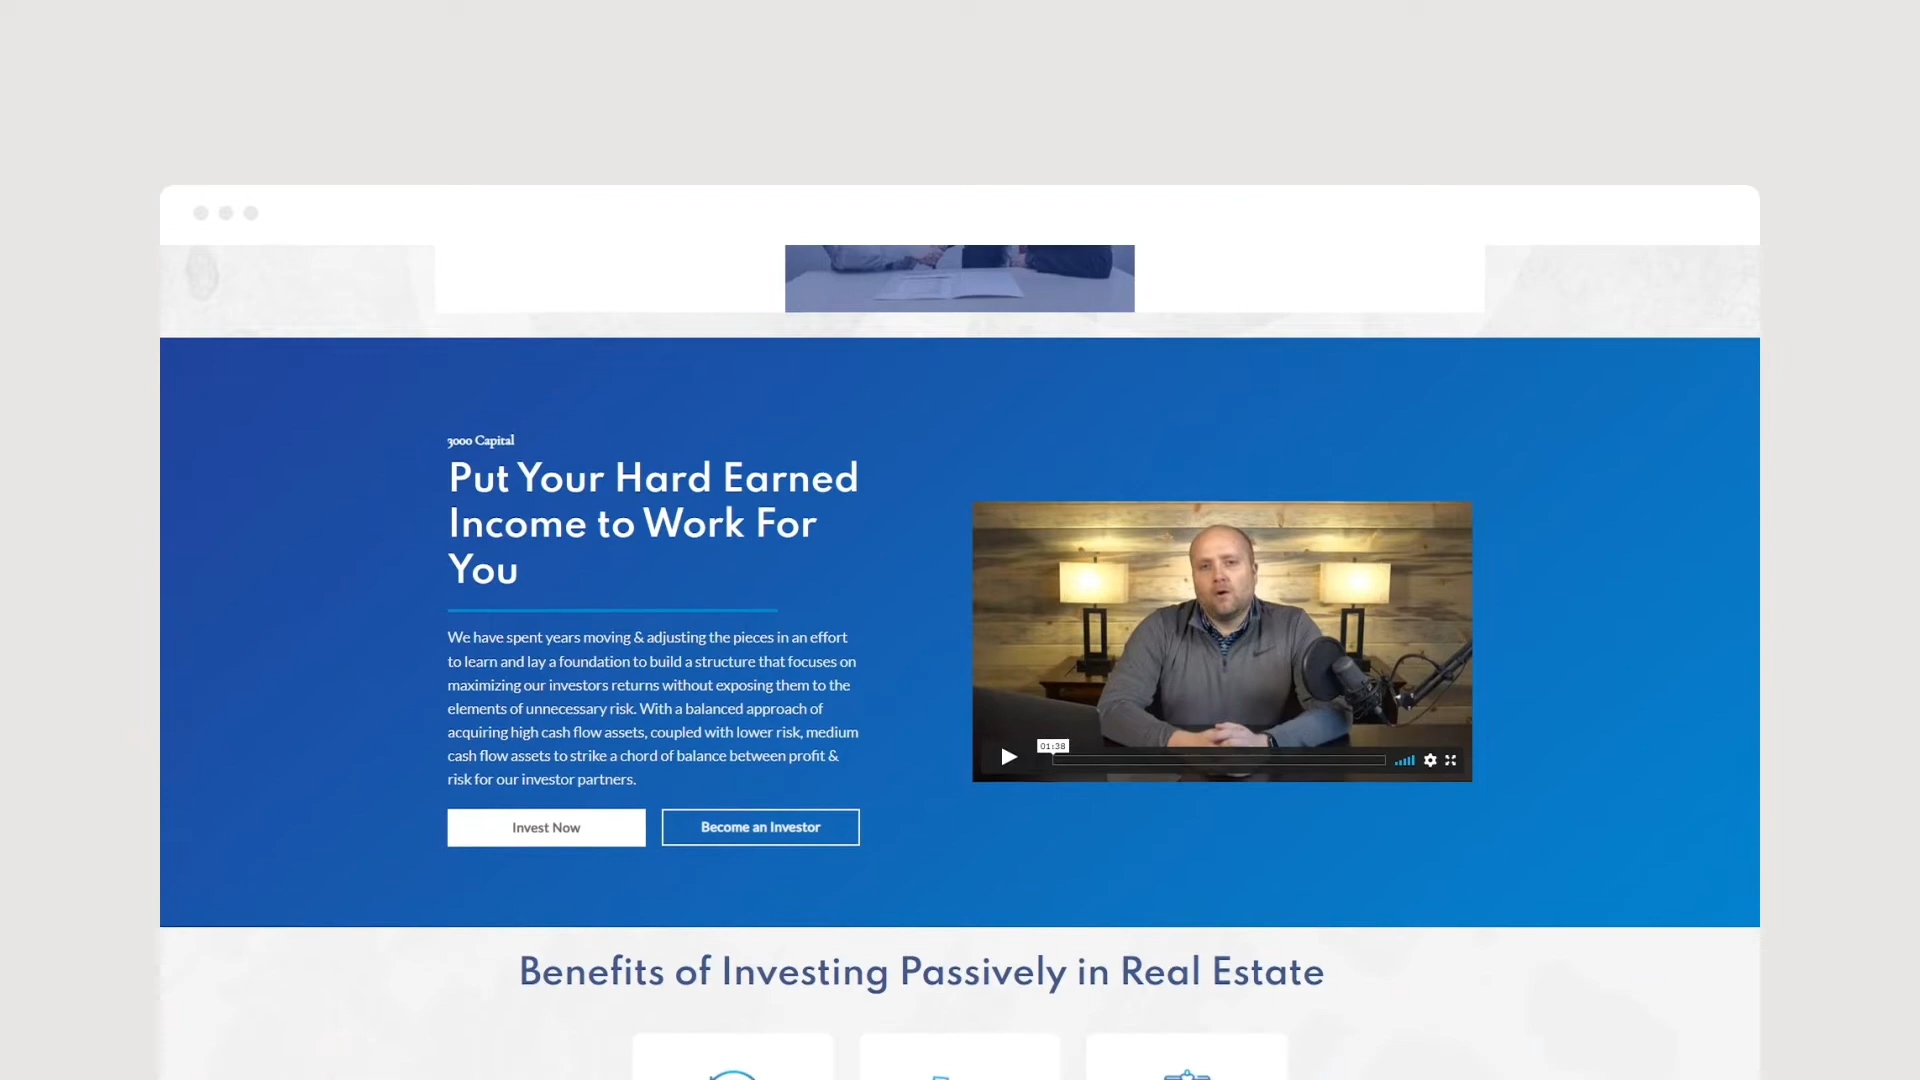 3000 Capital
Put Your Hard Earned
Income to Work For
You
We have spent years moving & adjusting the pieces in an effort
to learn and lay a foundation to build a structure that focuses on
maximizing our investors returns without exposing them to the
elements of unnecessary risk. With a balanced approach of
acquiring high cash flow assets, coupled with lower risk, medium
cash flow assets to strike a chord of balance between profit &
risk for our investor partners.
Invest Now
Become an Investor
01:38
Benefits of Investing Passively in Real Estate